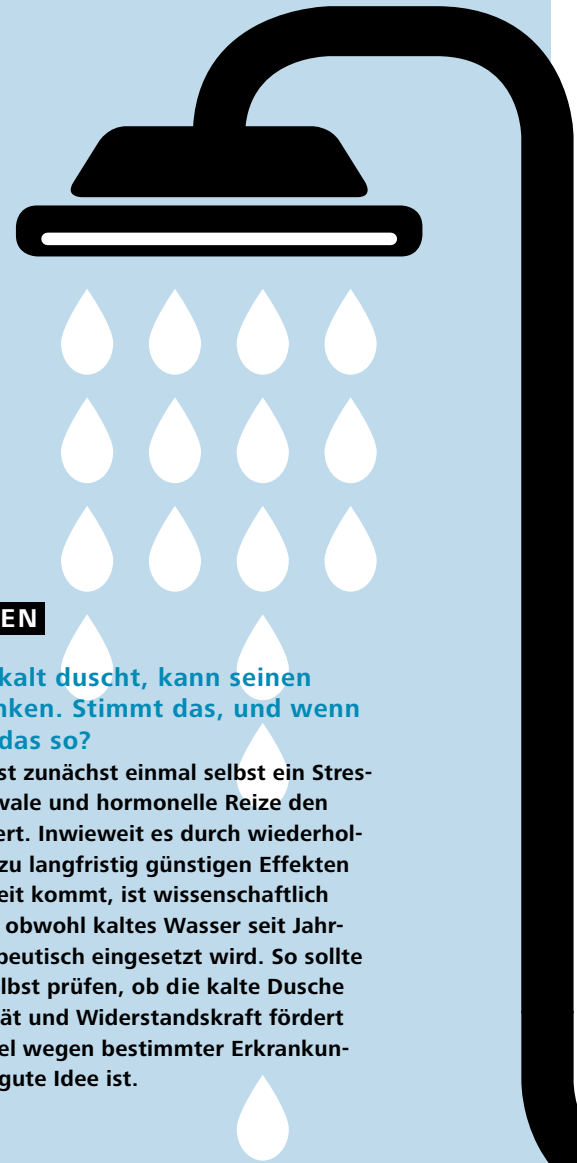 EN
kalt duscht, kann seinen
ken. Stimmt das, und wenn
das so?
st zunächst einmal selbst ein Stres-
vale und hormonelle Reize den
ert. Inwieweit es durch wiederhol-
zu langfristig günstigen Effekten
eit kommt, ist wissenschaftlich
obwohl kaltes Wasser seit Jahr-
peutisch eingesetzt wird. So sollte
lbst prüfen, ob die kalte Dusche
ät und Widerstandskraft fördert
el wegen bestimmter Erkrankun-
gute Idee ist.